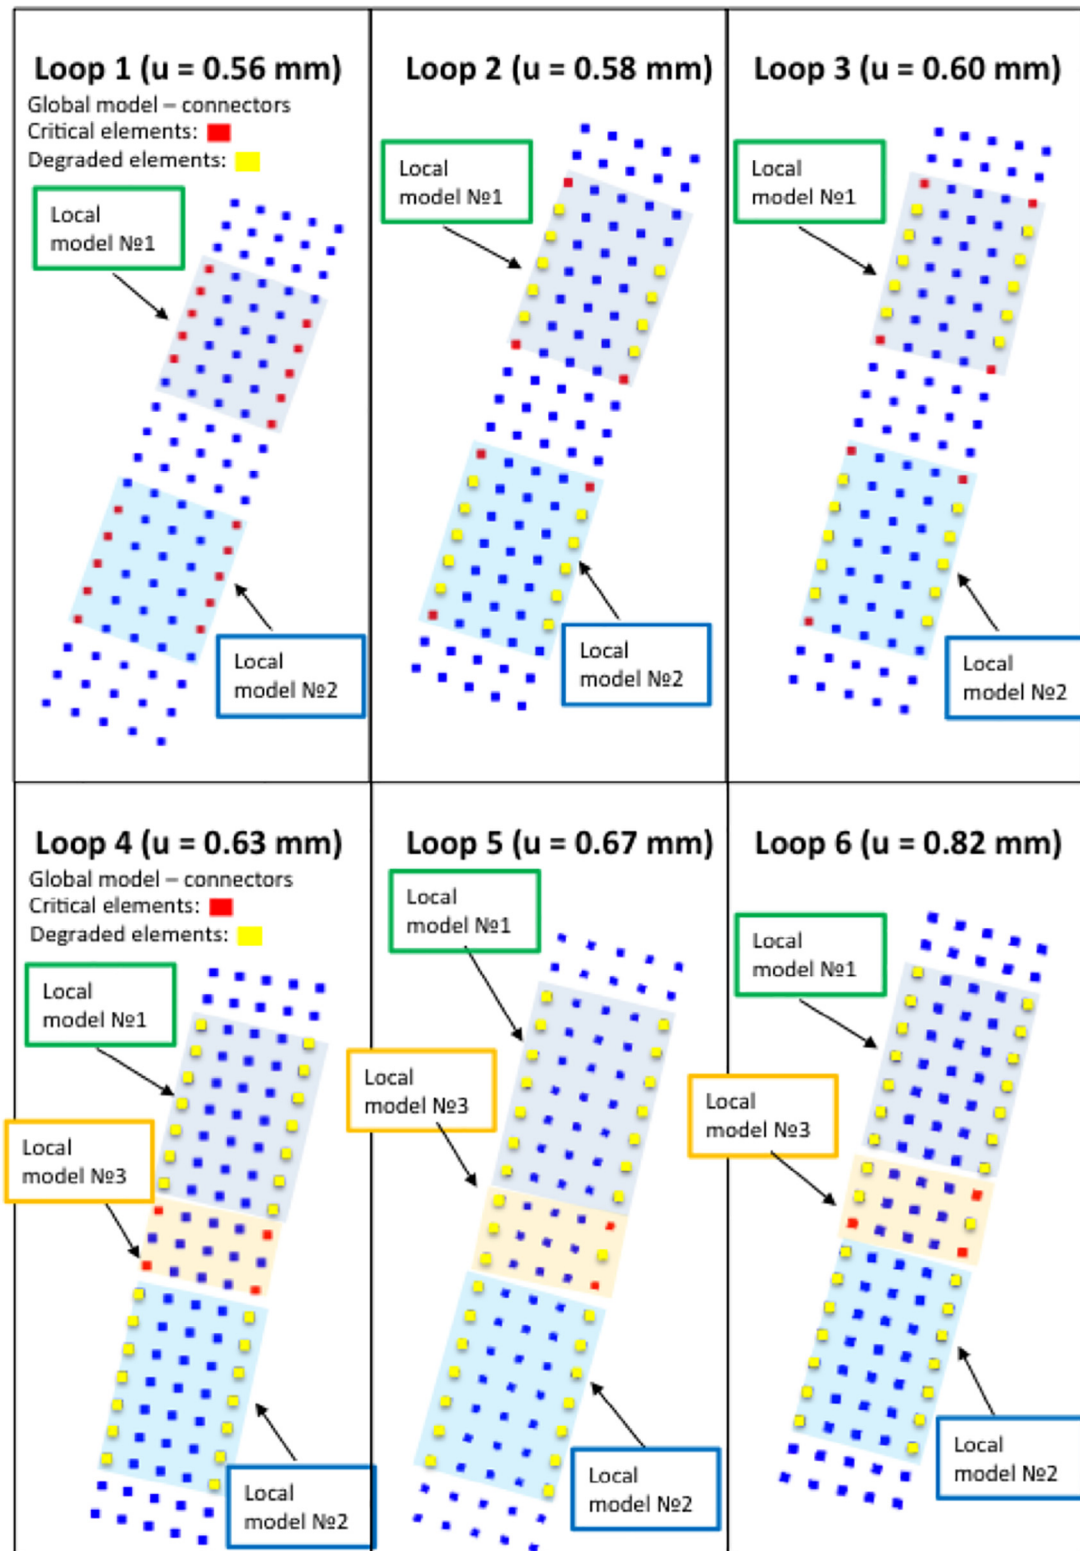 Loop 1 (u = 0.56 mm)
Global model – connectors
Critical elements:
Degraded elements:
Local
model №1
Local
model №2
Loop 2 (u = 0.58 mm)
Local
model №1
Local
model №2
Loop 3 (u = 0.60 mm)
Local
model №1
Local
model №2
Loop 4 (u = 0.63 mm)
Global model – connectors
Critical elements:
Degraded elements:
Local
model №1
Local
model №3
Local
model №2
Loop 5 (u = 0.67 mm)
Local
model №1
Local
model №3
Local
model №2
Loop 6 (u = 0.82 mm)
Local
model №1
Local
model №3
Local
model №2